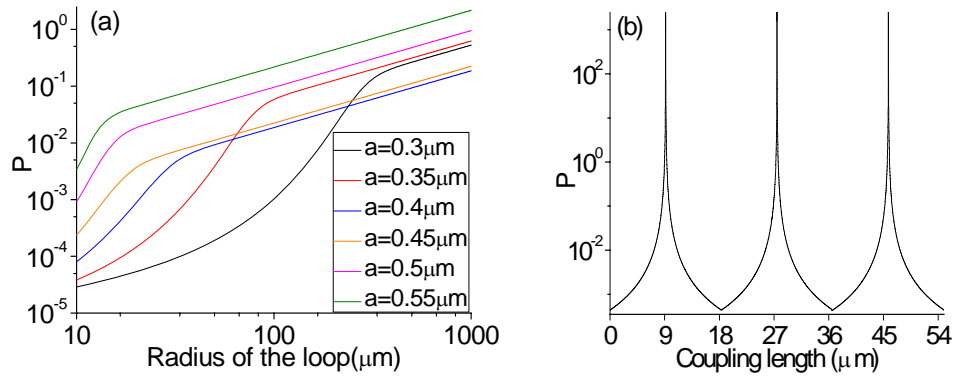 (a)
P
10^0
10^-1
10^-2
10^-3
10^-4
10^-5
10
100
1000
Radius of the loop(μm)
a=0.3μm
a=0.35μm
a=0.4μm
a=0.45μm
a=0.5μm
a=0.55μm
(b)
P
10^2
10^0
10^-2
0
9
18
27
36
45
54
Coupling length (μm)